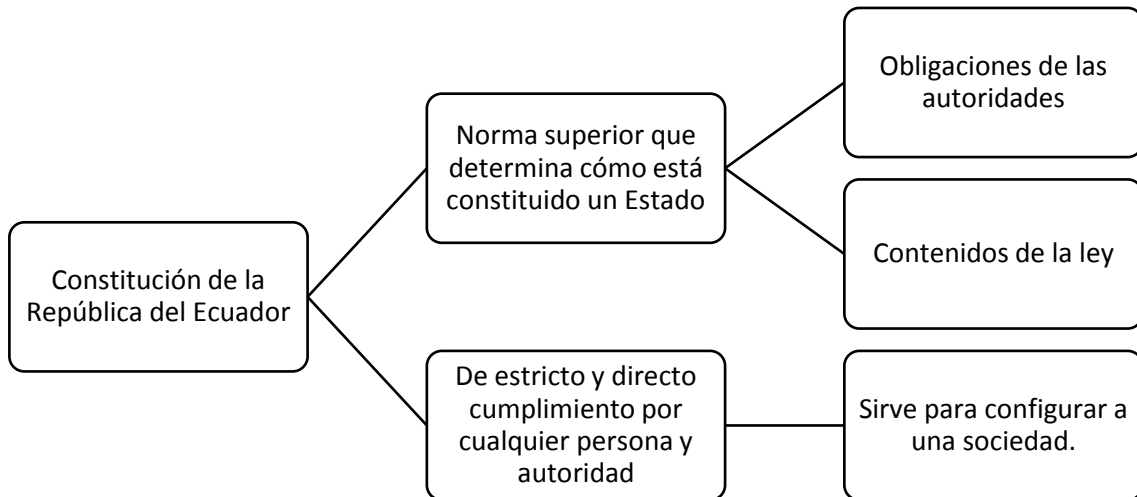 Constitución de la
República del Ecuador
Norma superior que
determina cómo está
constituido un Estado
Obligaciones de las
autoridades
Contenidos de la ley
De estricto y directo
cumplimiento por
cualquier persona y
autoridad
Sirve para configurar a
una sociedad.